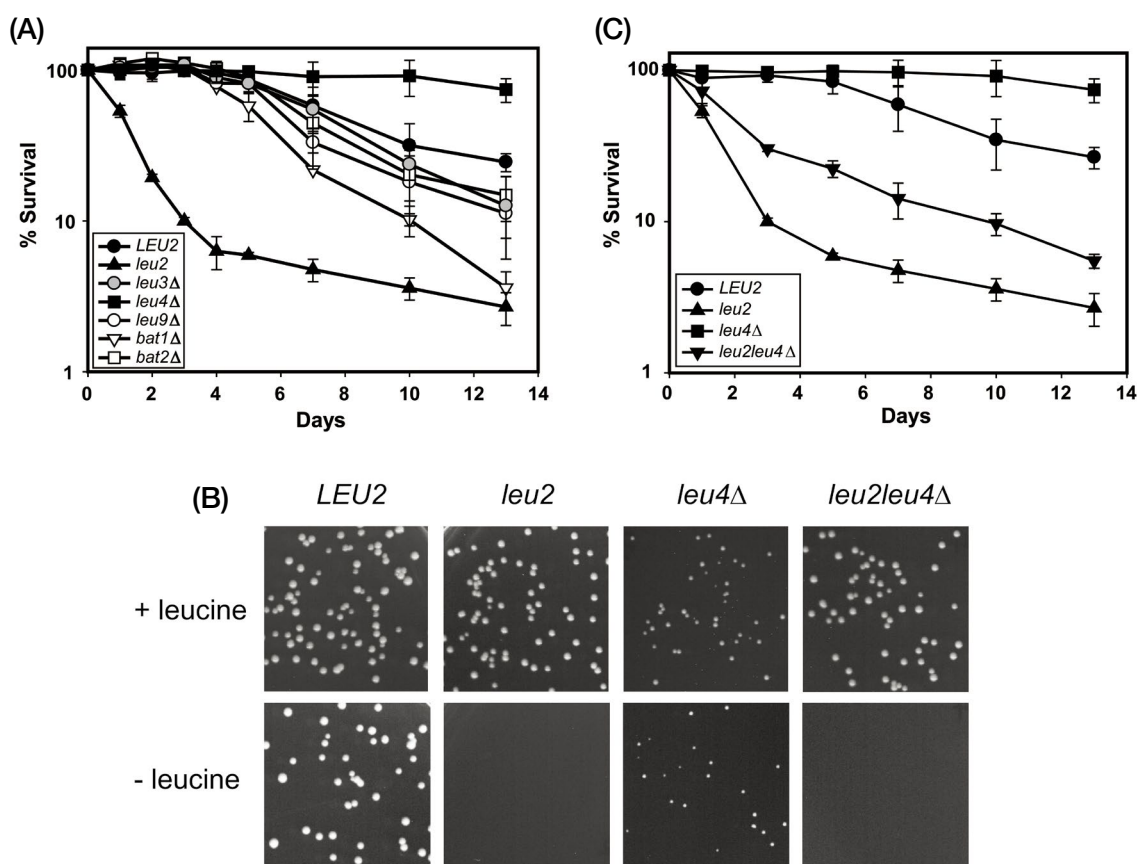 (A)
% Survival
100
10
1
LEU2
leu2
leu3Δ
leu4Δ
leu9Δ
bat1Δ
bat2Δ
0 2 4 6 8 10 12 14
Days
(C)
% Survival
100
10
1
LEU2
leu2
leu4Δ
leu2leu4Δ
0 2 4 6 8 10 12 14
Days
(B)
LEU2 leu2 leu4Δ leu2leu4Δ
+ leucine
- leucine